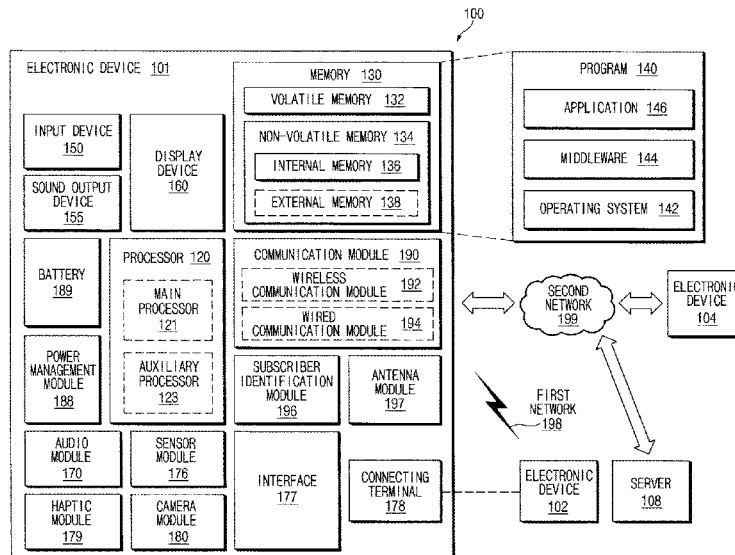 100
ELECTRONIC DEVICE 101
INPUT DEVICE
150
SOUND OUTPUT
DEVICE
155
DISPLAY
DEVICE
160
MEMORY 130
VOLATILE MEMORY 132
NON-VOLATILE MEMORY 134
INTERNAL MEMORY 136
EXTERNAL MEMORY 138
PROGRAM 140
APPLICATION 146
MIDDLEWARE 144
OPERATING SYSTEM 142
BATTERY
189
POWER
MANAGEMENT
MODULE
188
PROCESSOR 120
MAIN
PROCESSOR
121
AUXILIARY
PROCESSOR
123
COMMUNICATION MODULE 190
WIRELESS
COMMUNICATION MODULE 192
WIRED
COMMUNICATION MODULE 194
SUBSCRIBER
IDENTIFICATION
MODULE
196
ANTENNA
MODULE
197
SECOND
NETWORK
199
ELECTRONIC
DEVICE
104
FIRST
NETWORK
198
AUDIO
MODULE
170
SENSOR
MODULE
176
INTERFACE
177
CONNECTING
TERMINAL
178
ELECTRONIC
DEVICE
102
SERVER
108
HAPTIC
MODULE
179
CAMERA
MODULE
180